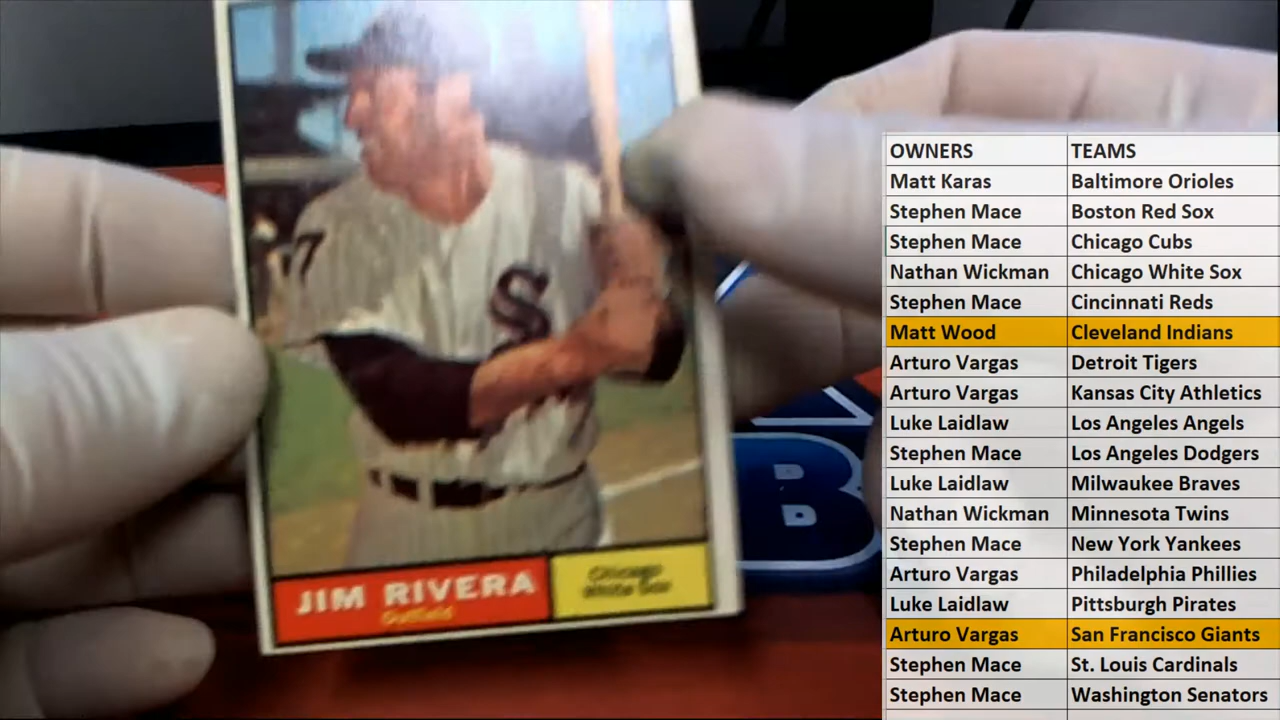 7
S
JIM RIVERA
Outfield
Chicago
White Sox
B
OWNERS TEAMS
Matt Karas Baltimore Orioles
Stephen Mace Boston Red Sox
Stephen Mace Chicago Cubs
Nathan Wickman Chicago White Sox
Stephen Mace Cincinnati Reds
Matt Wood Cleveland Indians
Arturo Vargas Detroit Tigers
Arturo Vargas Kansas City Athletics
Luke Laidlaw Los Angeles Angels
Stephen Mace Los Angeles Dodgers
Luke Laidlaw Milwaukee Braves
Nathan Wickman Minnesota Twins
Stephen Mace New York Yankees
Arturo Vargas Philadelphia Phillies
Luke Laidlaw Pittsburgh Pirates
Arturo Vargas San Francisco Giants
Stephen Mace St. Louis Cardinals
Stephen Mace Washington Senators